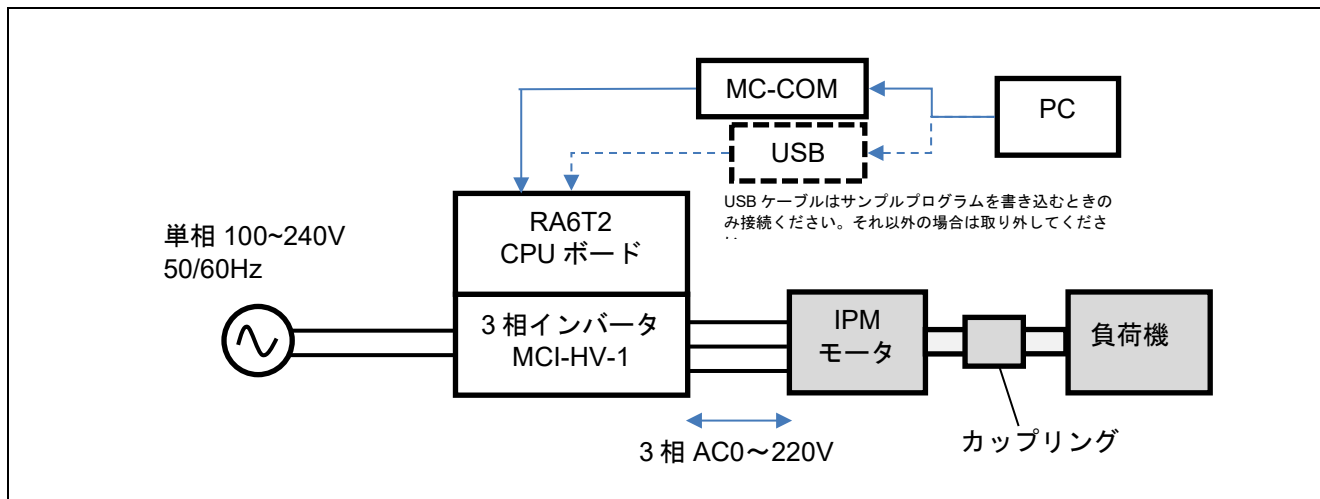 MC-COM
PC
USB
USB ケーブルはサンプルプログラムを書き込むときの
み接続ください。それ以外の場合は取り外してくださ
RA6T2
CPU ボード
単相 100~240V
50/60Hz
3 相インバータ
MCI-HV-1
IPM
モータ
負荷機
3 相 AC0～220V
カップリング